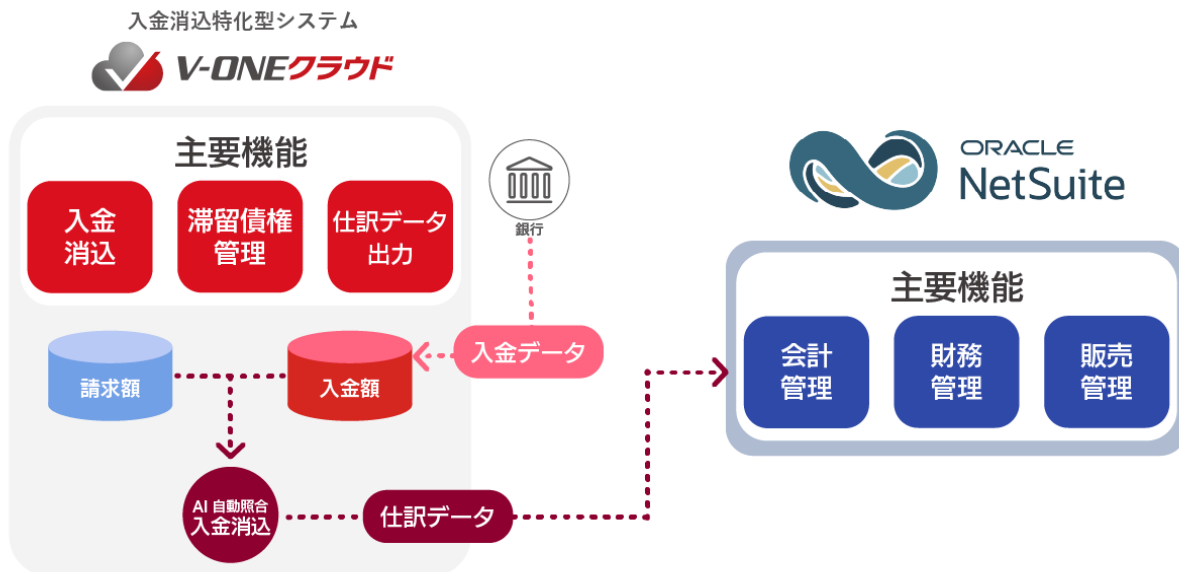 入金消込特化型システム
V-ONEクラウド
主要機能
入金
消込
滞留債権
管理
仕訳データ
出力
銀行
入金データ
請求額
入金額
AI 自動照合
入金消込
仕訳データ
ORACLE
NetSuite
主要機能
会計
管理
財務
管理
販売
管理